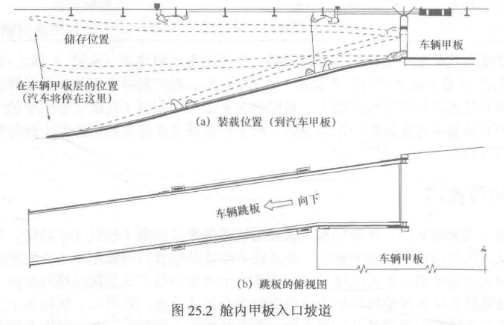 储存位置
车辆甲板
在车辆甲板层的位置
(汽车将停在这里)
(a) 装载位置（到汽车甲板）
车辆跳板
向下
车辆甲板
(b) 跳板的俯视图
图 25.2 舱内甲板入口坡道